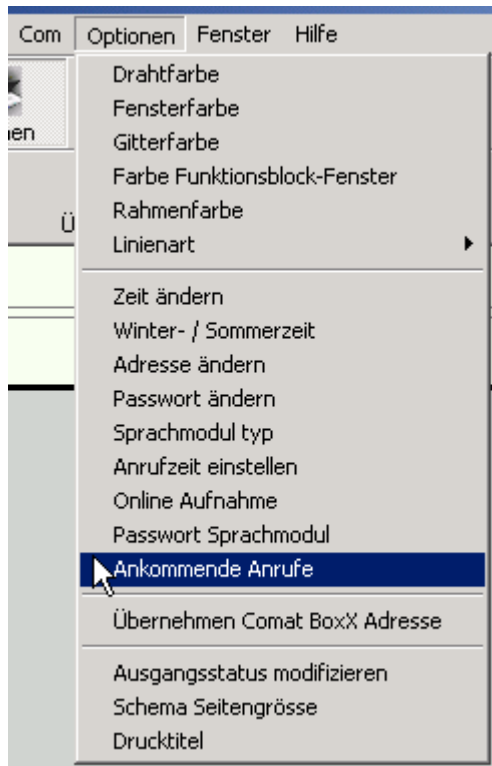 Com Optionen Fenster Hilfe
Drahtfarbe
Fensterfarbe
Gitterfarbe
Farbe Funktionsblock-Fenster
Rahmenfarbe
Linienart
Zeit ändern
Winter- / Sommerzeit
Adresse ändern
Passwort ändern
Sprachmodul typ
Anrufzeit einstellen
Online Aufnahme
Passwort Sprachmodul
Ankommende Anrufe
Übernehmen Comat BoxX Adresse
Ausgangsstatus modifizieren
Schema Seitengrösse
Drucktitel